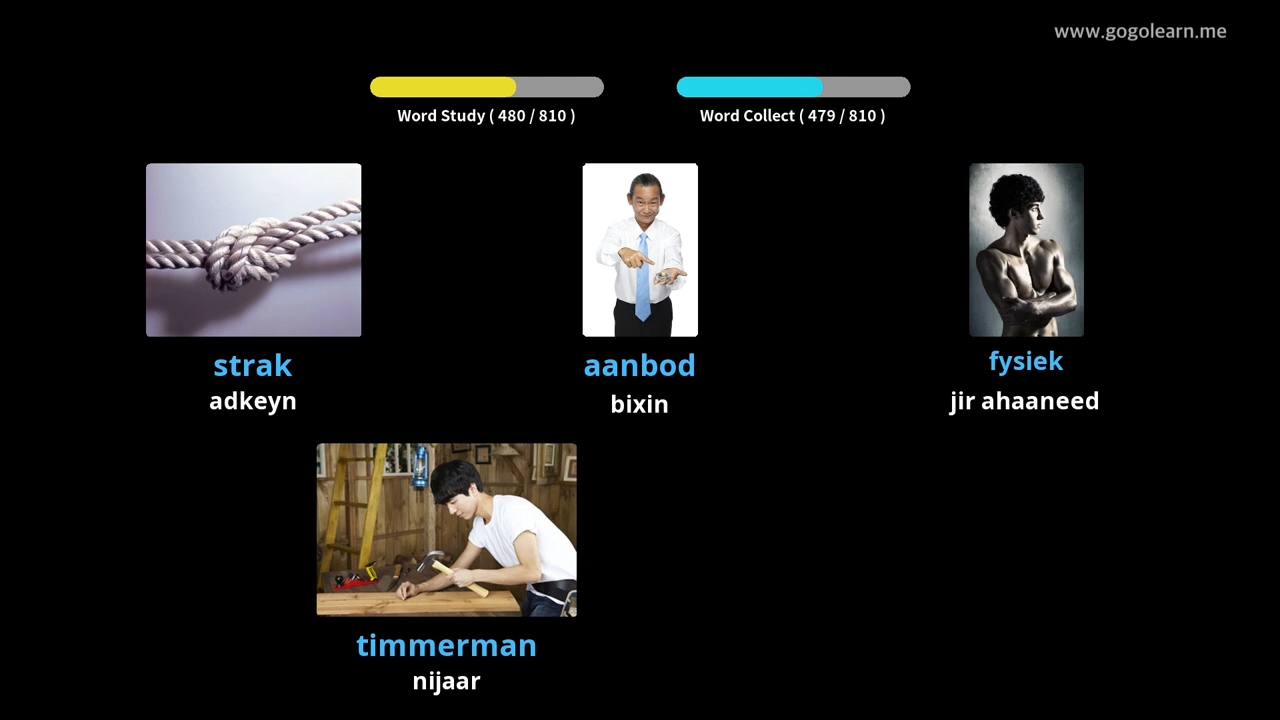 www.gogolearn.me
Word Study ( 480 / 810 )
Word Collect ( 479 / 810 )
strak
adkeyn
aanbod
bixin
fysiek
jir ahaaneed
timmerman
nijaar